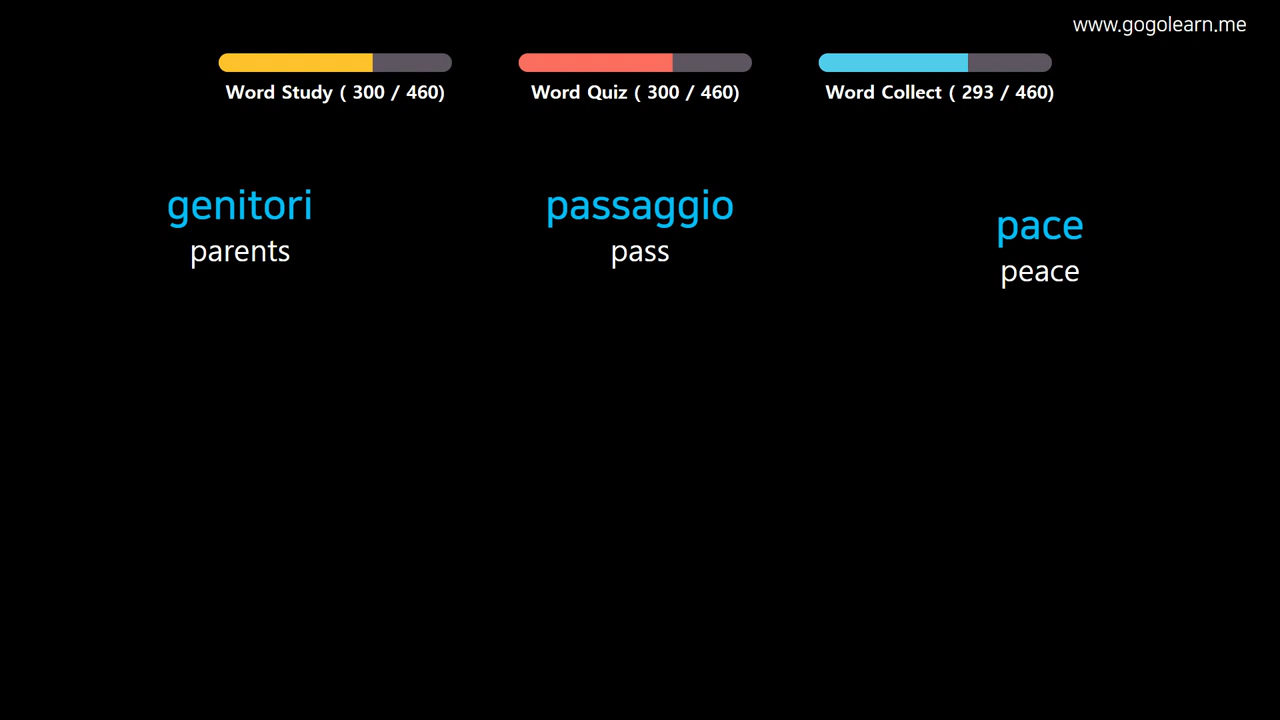 www.gogolearn.me
Word Study ( 300 / 460)
Word Quiz ( 300 / 460)
Word Collect ( 293 / 460)
genitori
parents
passaggio
pass
pace
peace